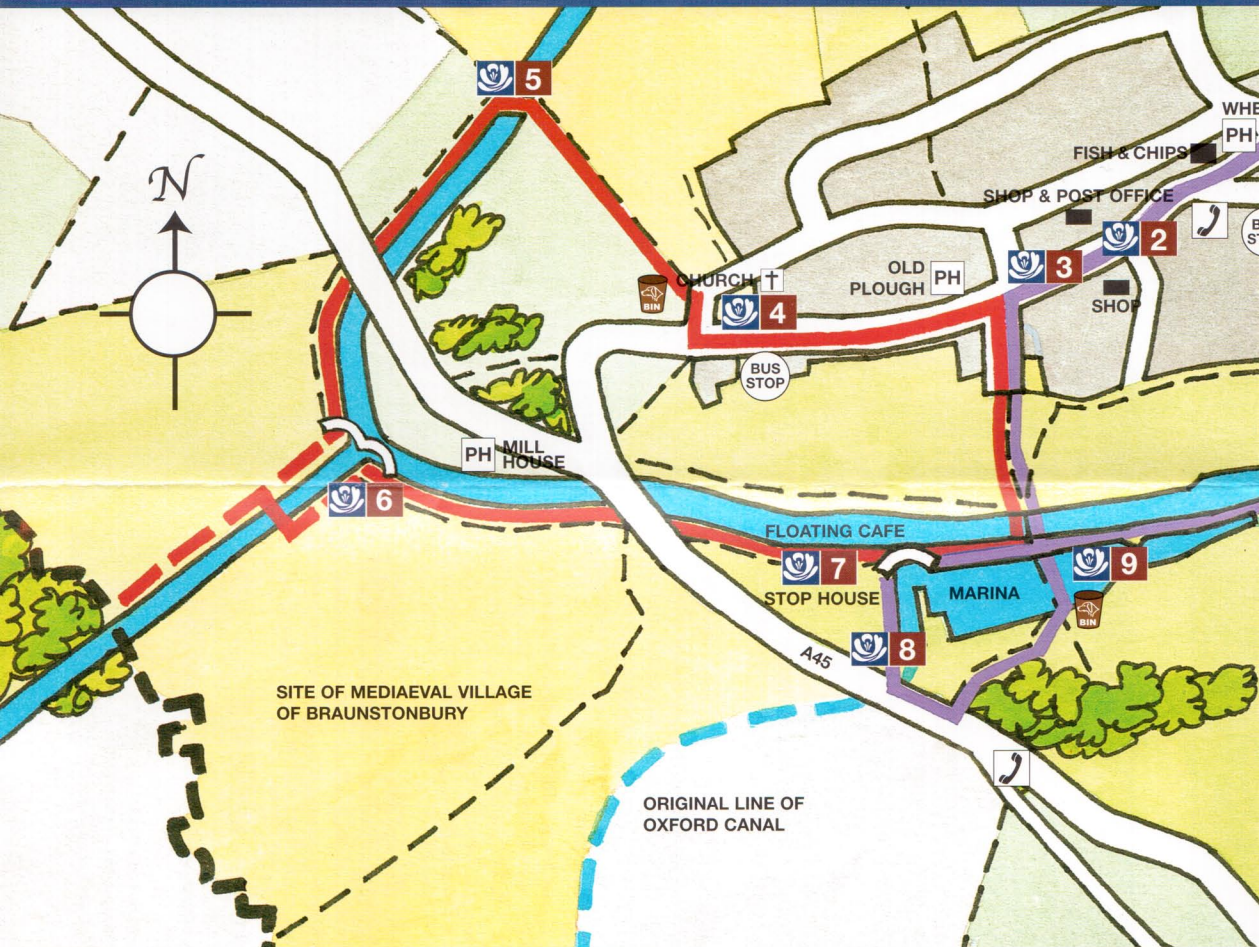 5
WHE
PH
FISH & CHIPS
N
SHOP & POST OFFICE
2
B
ST
3
OLD
PLOUGH
PH
CHURCH
BIN
4
SHOP
BUS
STOP
PH
MILL
HOUSE
6
FLOATING CAFE
7
STOP HOUSE
9
MARINA
BIN
8
A45
SITE OF MEDIAEVAL VILLAGE
OF BRAUNSTONBURY
ORIGINAL LINE OF
OXFORD CANAL